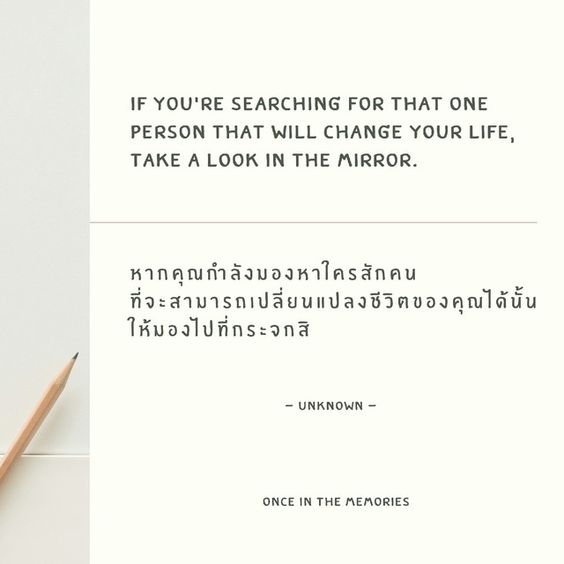 IF YOU'RE SEARCHING FOR THAT ONE
PERSON THAT WILL CHANGE YOUR LIFE,
TAKE A LOOK IN THE MIRROR.
หากคุณกำลังมองหาใครสักคน
ที่จะสามารถเปลี่ยนแปลงชีวิตของคุณได้นั้น
ให้มองไปที่กระจกสิ
– UNKNOWN –
ONCE IN THE MEMORIES